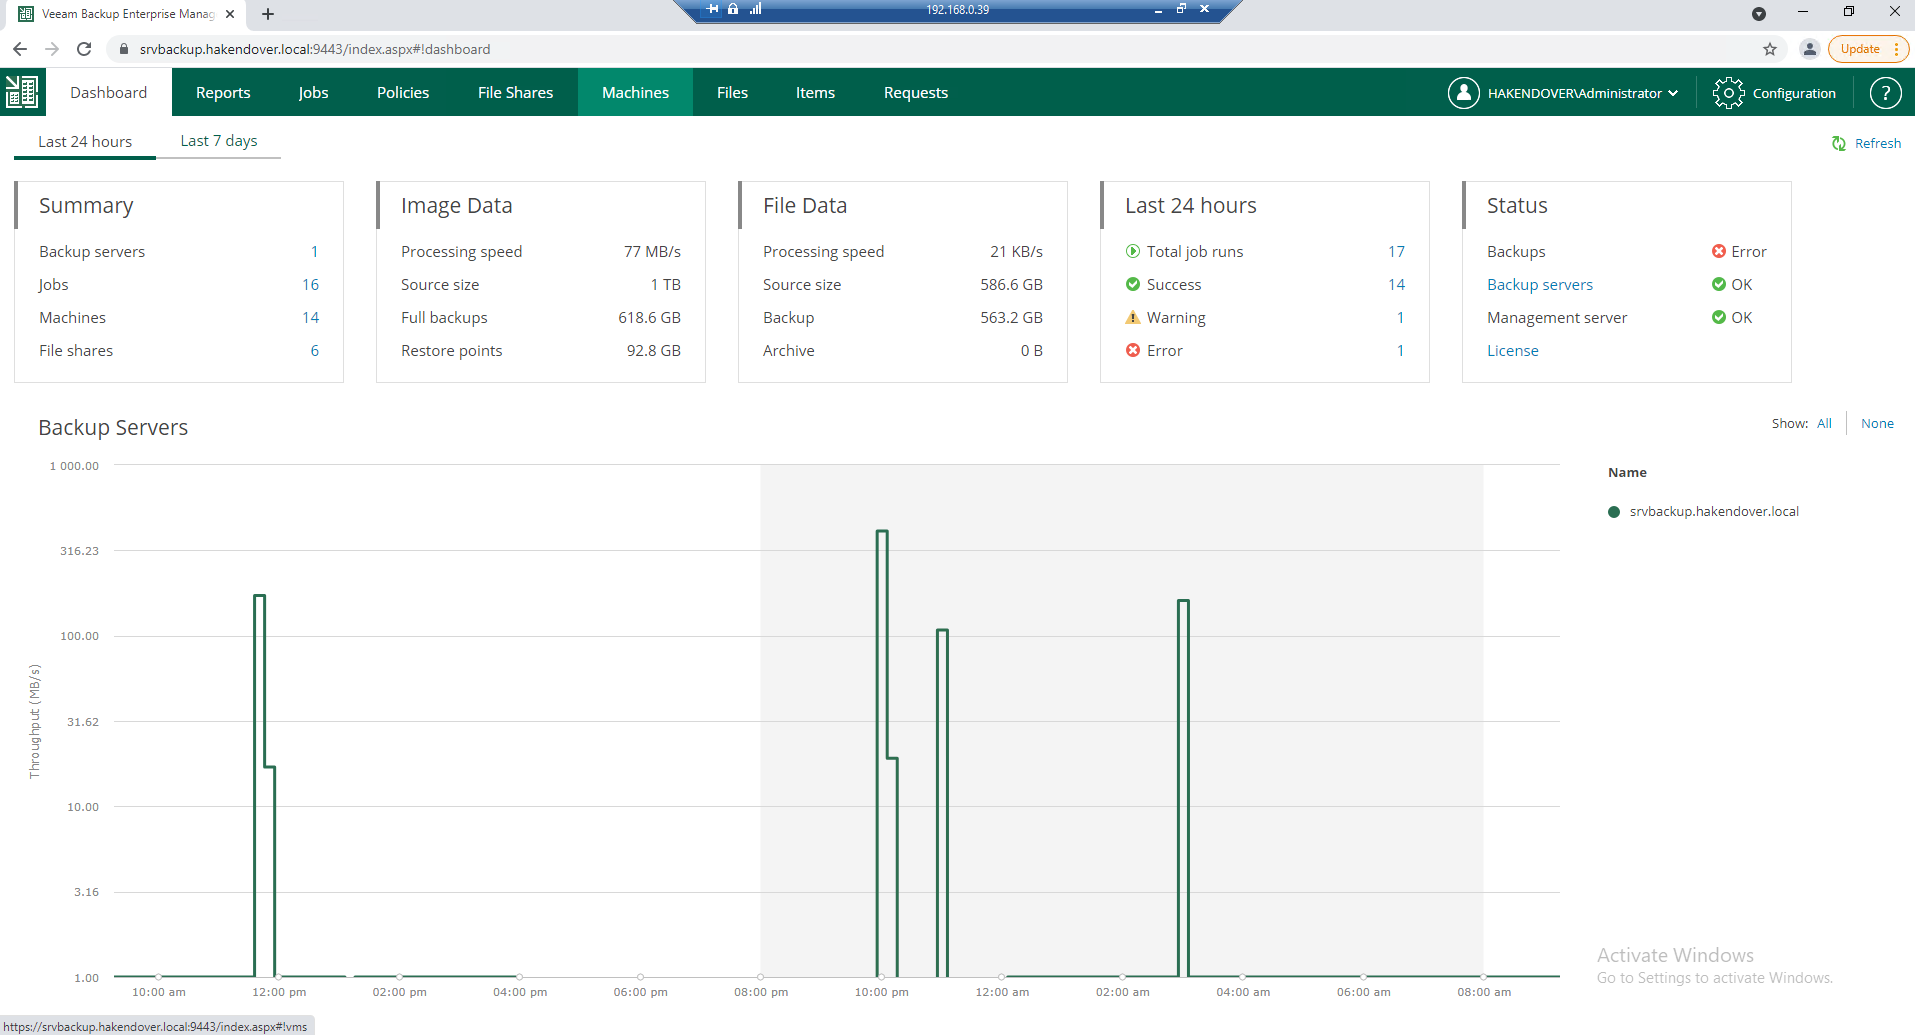 Veeam Backup Enterprise Manag
192.168.0.39
srvbackup.hakendover.local:9443/index.aspx#!dashboard
Update
Dashboard Reports Jobs Policies File Shares Machines Files Items Requests HAKENDOVER\Administrator Configuration ?
Last 24 hours Last 7 days Refresh
Summary
Backup servers 1
Jobs 16
Machines 14
File shares 6
Image Data
Processing speed 77 MB/s
Source size 1 TB
Full backups 618.6 GB
Restore points 92.8 GB
File Data
Processing speed 21 KB/s
Source size 586.6 GB
Backup 563.2 GB
Archive 0 B
Last 24 hours
Total job runs 17
Success 14
Warning 1
Error 1
Status
Backups Error
Backup servers OK
Management server OK
License
Backup Servers
Show: All None
1 000.00
316.23
100.00
31.62
10.00
3.16
1.00
Throughput (MB/s)
10:00 am 12:00 pm 02:00 pm 04:00 pm 06:00 pm 08:00 pm 10:00 pm 12:00 am 02:00 am 04:00 am 06:00 am 08:00 am
Name
srvbackup.hakendover.local
Activate Windows
Go to Settings to activate Windows.
https://srvbackup.hakendover.local:9443/index.aspx#!vms